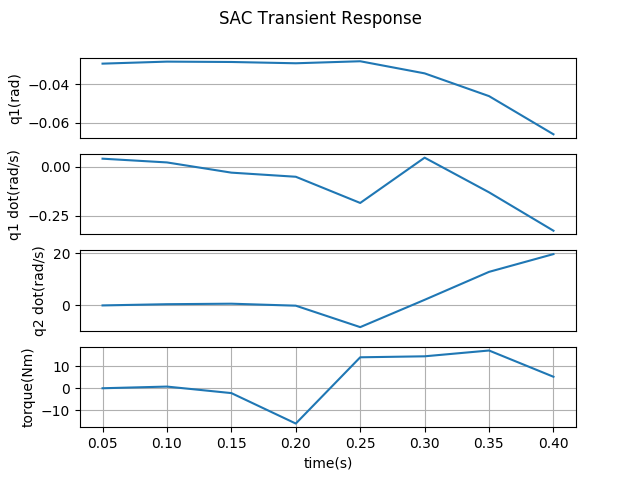 SAC Transient Response
q1(rad)
−0.04
−0.06
q1 dot(rad/s)
0.00
−0.25
q2 dot(rad/s)
20
0
torque(Nm)
10
0
−10
0.05 0.10 0.15 0.20 0.25 0.30 0.35 0.40
time(s)